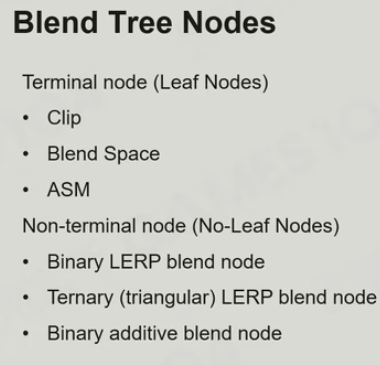 Blend Tree Nodes
Terminal node (Leaf Nodes)
• Clip
• Blend Space
• ASM
Non-terminal node (No-Leaf Nodes)
• Binary LERP blend node
• Ternary (triangular) LERP blend node
• Binary additive blend node